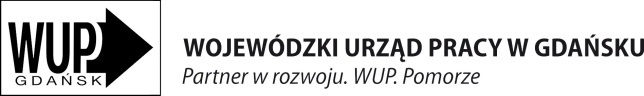 WUP
GDAŃSK
WOJEWÓDZKI URZĄD PRACY W GDAŃSKU
Partner w rozwoju. WUP. Pomorze